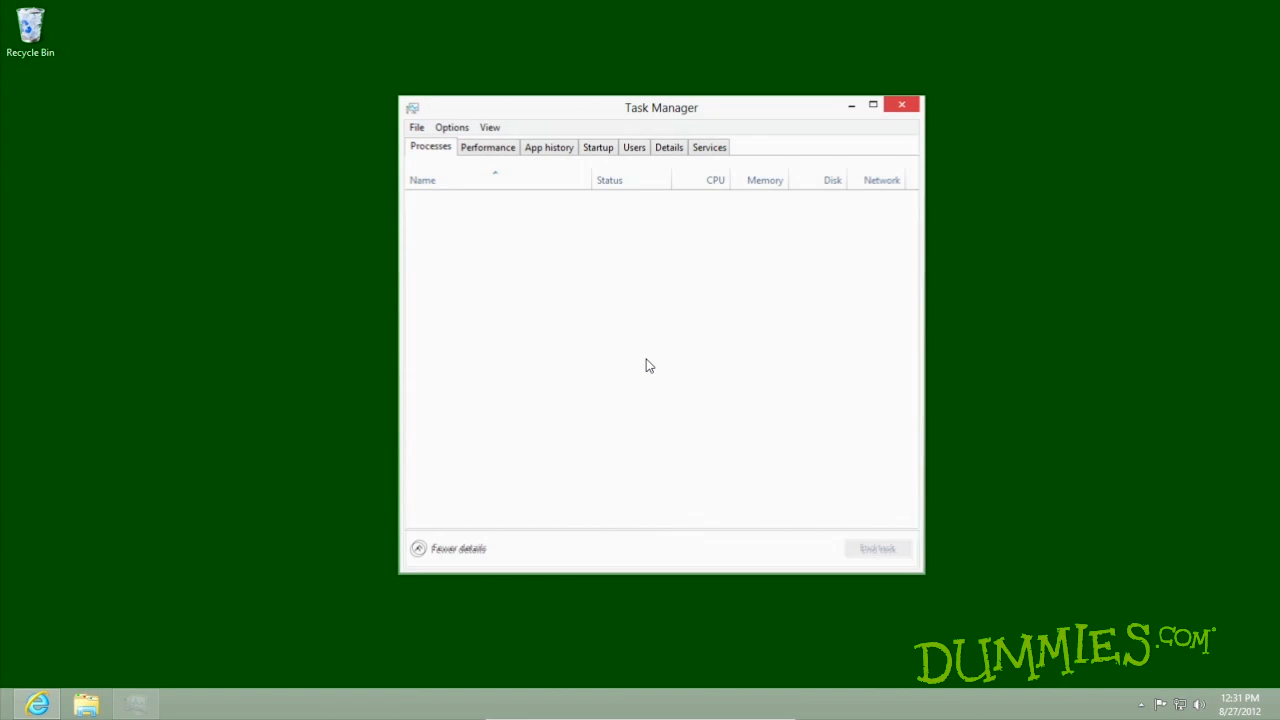 Recycle Bin
Task Manager
File Options View
Processes Performance App history Startup Users Details Services
Name Status CPU Memory Disk Network
Fewer details End task
DUMMIES.COM
12:31 PM
8/27/2012